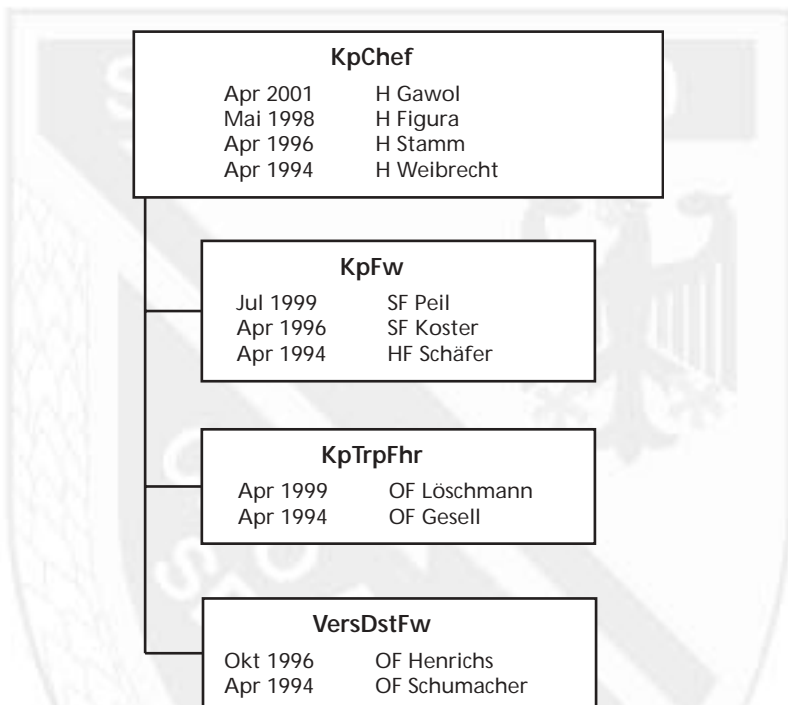 KpChef
Apr 2001 H Gawol
Mai 1998 H Figura
Apr 1996 H Stamm
Apr 1994 H Weibrecht
KpFw
Jul 1999 SF Peil
Apr 1996 SF Koster
Apr 1994 HF Schäfer
KpTrpFhr
Apr 1999 OF Löschmann
Apr 1994 OF Gesell
VersDstFw
Okt 1996 OF Henrichs
Apr 1994 OF Schumacher